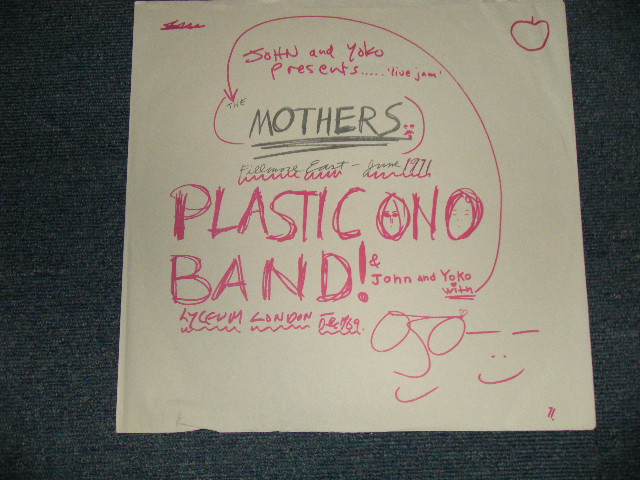 JOHN and YOKO
Presents..... 'live jam'
THE
MOTHERS
Fillmore East - June 1971
PLASTIC ONO
BAND!
& John and Yoko
with
LYCEUM LONDON Dec 69.
71.